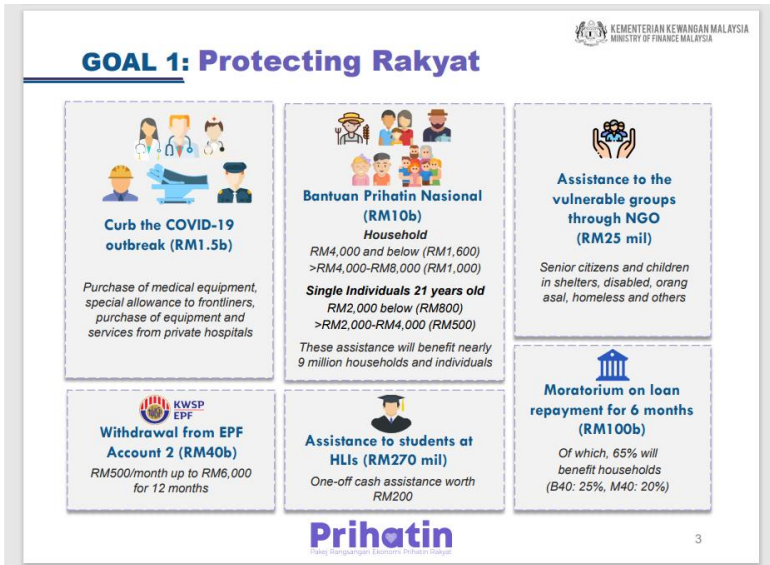 KEMENTERIAN KEWANGAN MALAYSIA
MINISTRY OF FINANCE MALAYSIA
GOAL 1: Protecting Rakyat
Curb the COVID-19
outbreak (RM1.5b)
Purchase of medical equipment,
special allowance to frontliners,
purchase of equipment and
services from private hospitals
Bantuan Prihatin Nasional
(RM10b)
Household
RM4,000 and below (RM1,600)
>RM4,000-RM8,000 (RM1,000)
Single Individuals 21 years old
RM2,000 below (RM800)
>RM2,000-RM4,000 (RM500)
These assistance will benefit nearly
9 million households and individuals
Assistance to the
vulnerable groups
through NGO
(RM25 mil)
Senior citizens and children
in shelters, disabled, orang
asal, homeless and others
KWSP
EPF
Withdrawal from EPF
Account 2 (RM40b)
RM500/month up to RM6,000
for 12 months
Assistance to students at
HLIs (RM270 mil)
One-off cash assistance worth
RM200
Moratorium on loan
repayment for 6 months
(RM100b)
Of which, 65% will
benefit households
(B40: 25%, M40: 20%)
Prihatin
Pakej Rangsangan Ekonomi Prihatin Rakyat
3